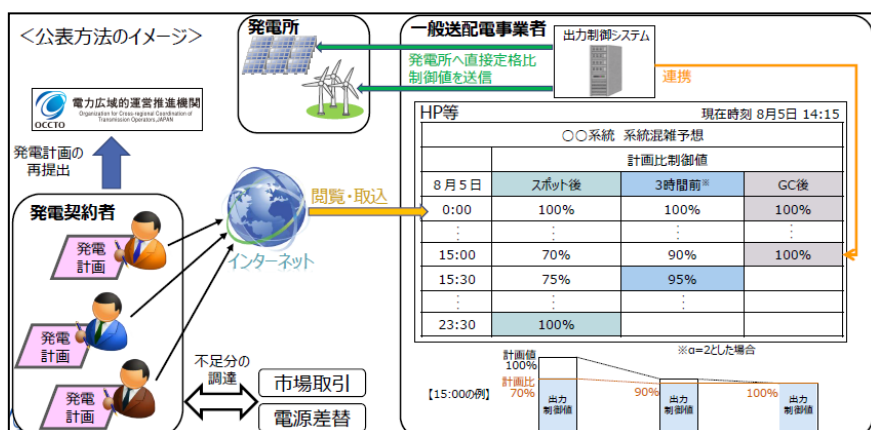 <公表方法のイメージ>
発電所
一般送配電事業者
出力制御システム
発電所へ直接定格比
制御値を送信
連携
OCCTO
電力広域的運営推進機関
Organization for Cross-regional Coordination of
Transmission Operators,JAPAN
発電計画の
再提出
HP等
現在時刻 8月5日 14:15
○○系統 系統混雑予想
計画比制御値
8月5日 スポット後 3時間前※ GC後
0:00 100% 100% 100%
⋮ ⋮ ⋮
15:00 70% 90% 100%
15:30 75% 95%
⋮ ⋮ ⋮
23:30 100%
※α=2とした場合
閲覧・取込
インターネット
発電契約者
発電
計画
発電
計画
発電
計画
不足分の
調達
市場取引
電源差替
【15:00の例】
計画値
100%
計画比
70%
出力
制御値
90%
出力
制御値
100%
出力
制御値